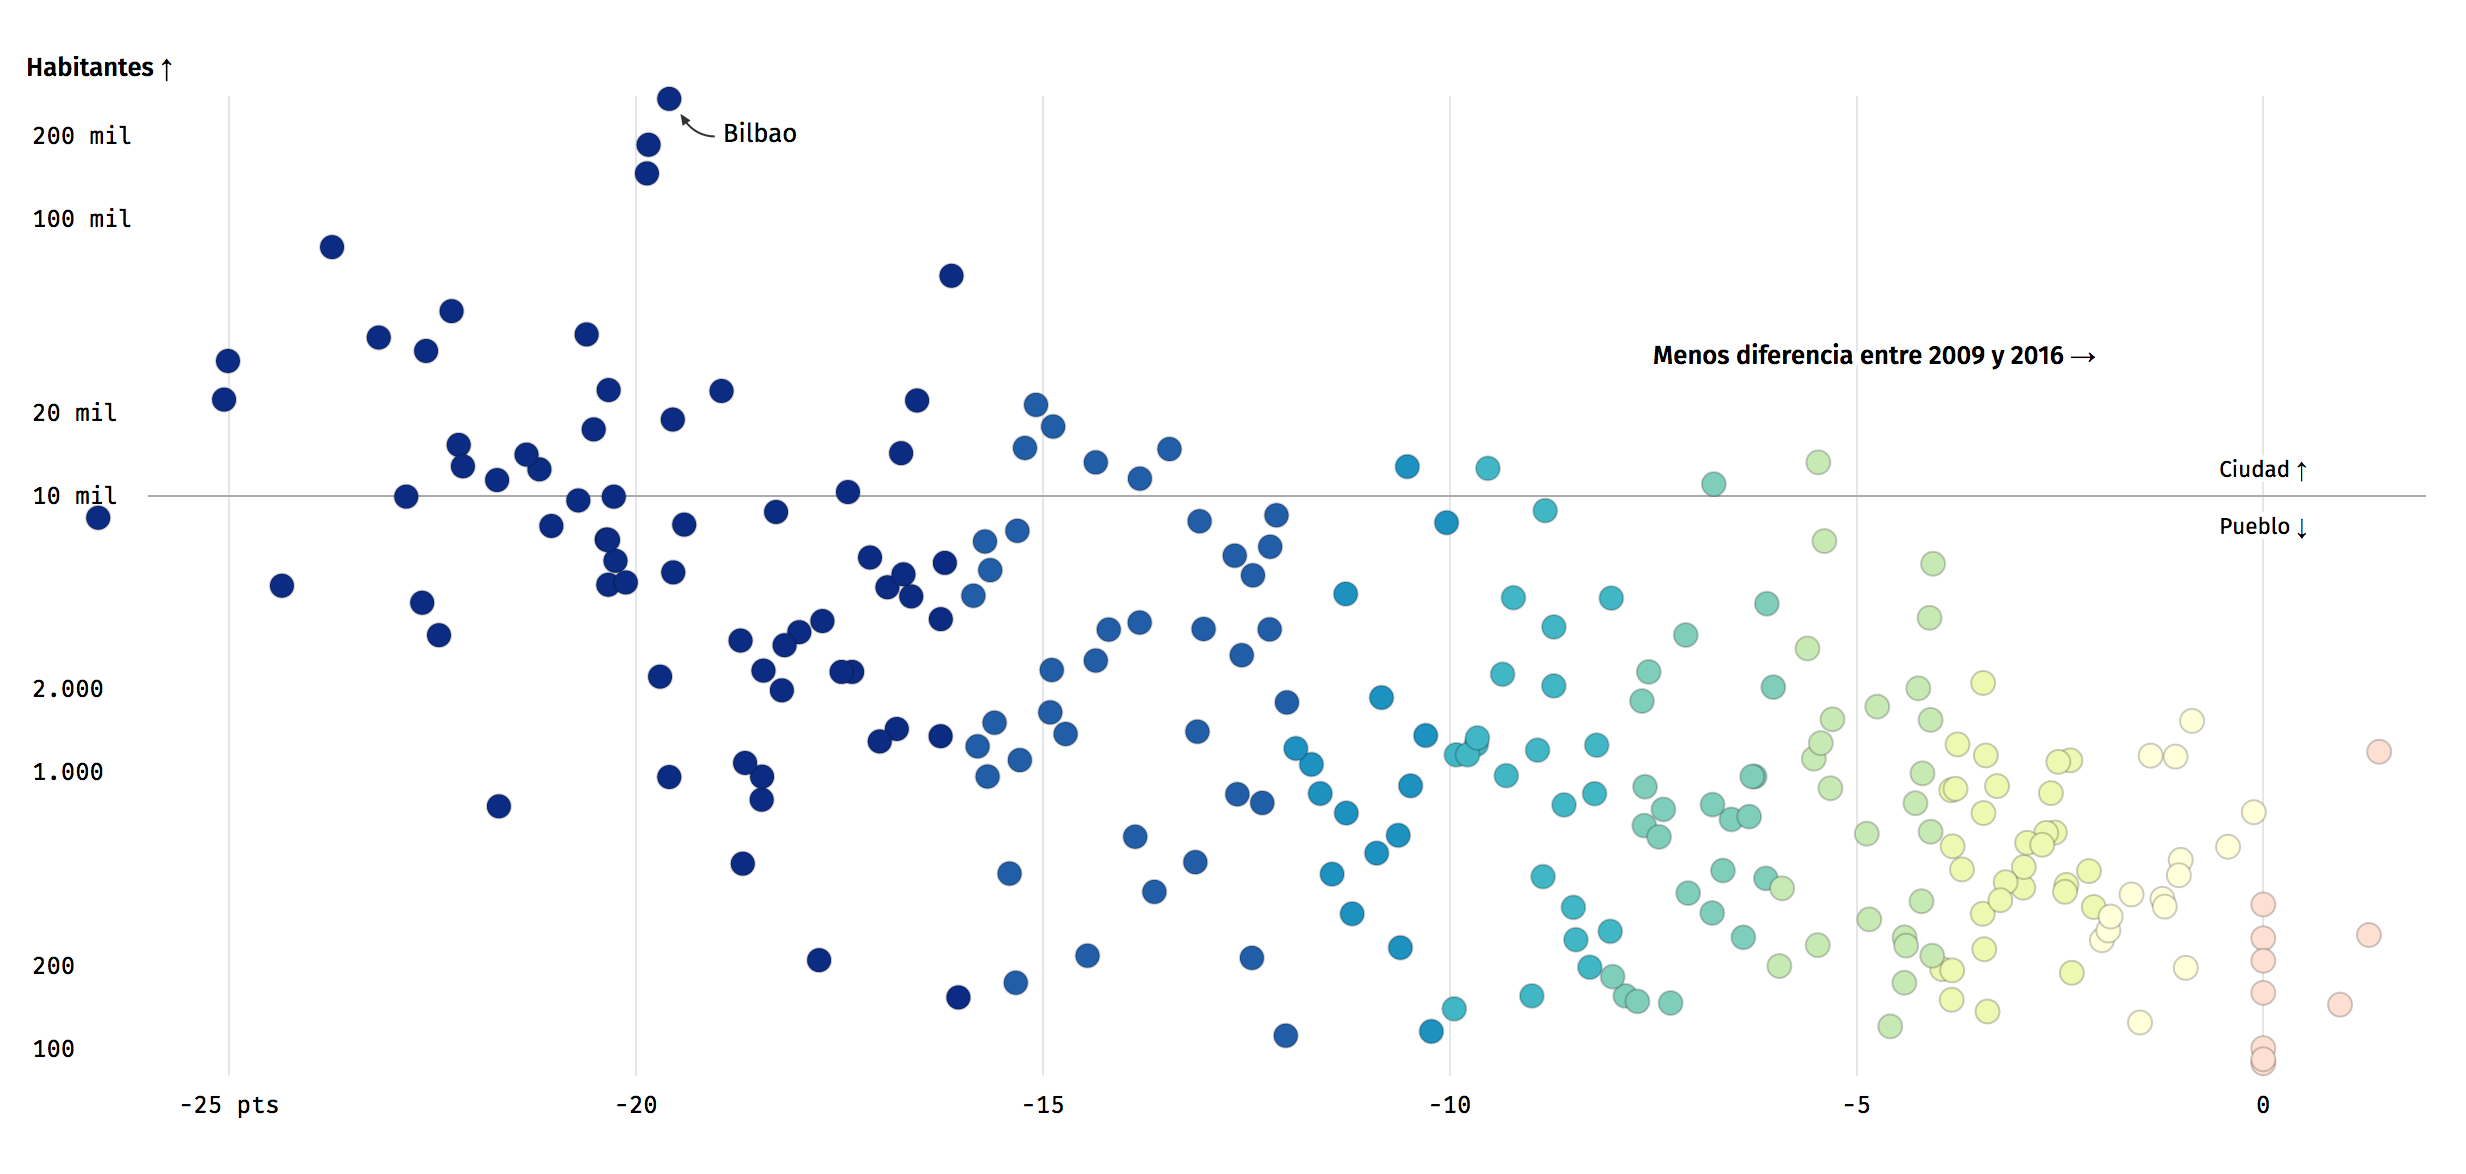 Habitantes ↑
200 mil
Bilbao
100 mil
Menos diferencia entre 2009 y 2016 →
20 mil
Ciudad ↑
10 mil
Pueblo ↓
2.000
1.000
200
100
-25 pts
-20
-15
-10
-5
0